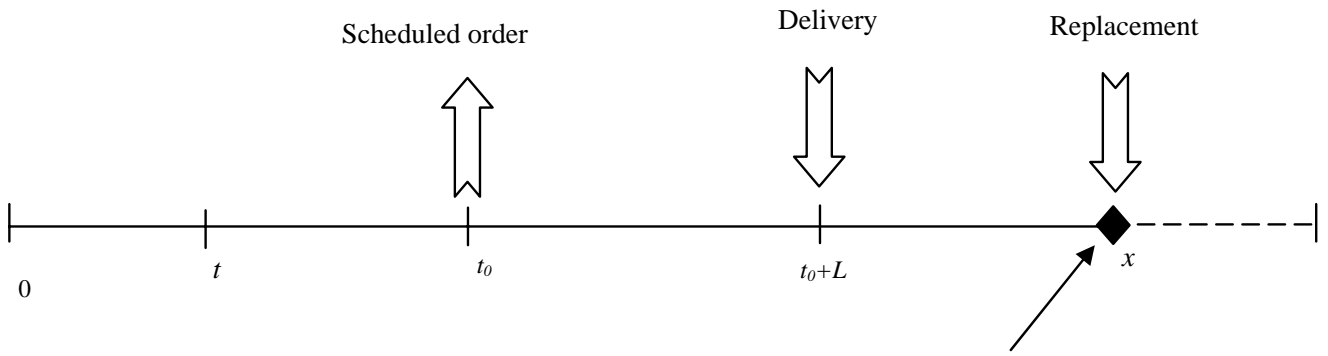 Scheduled order
Delivery
Replacement
0
t
t₀
t₀+L
x